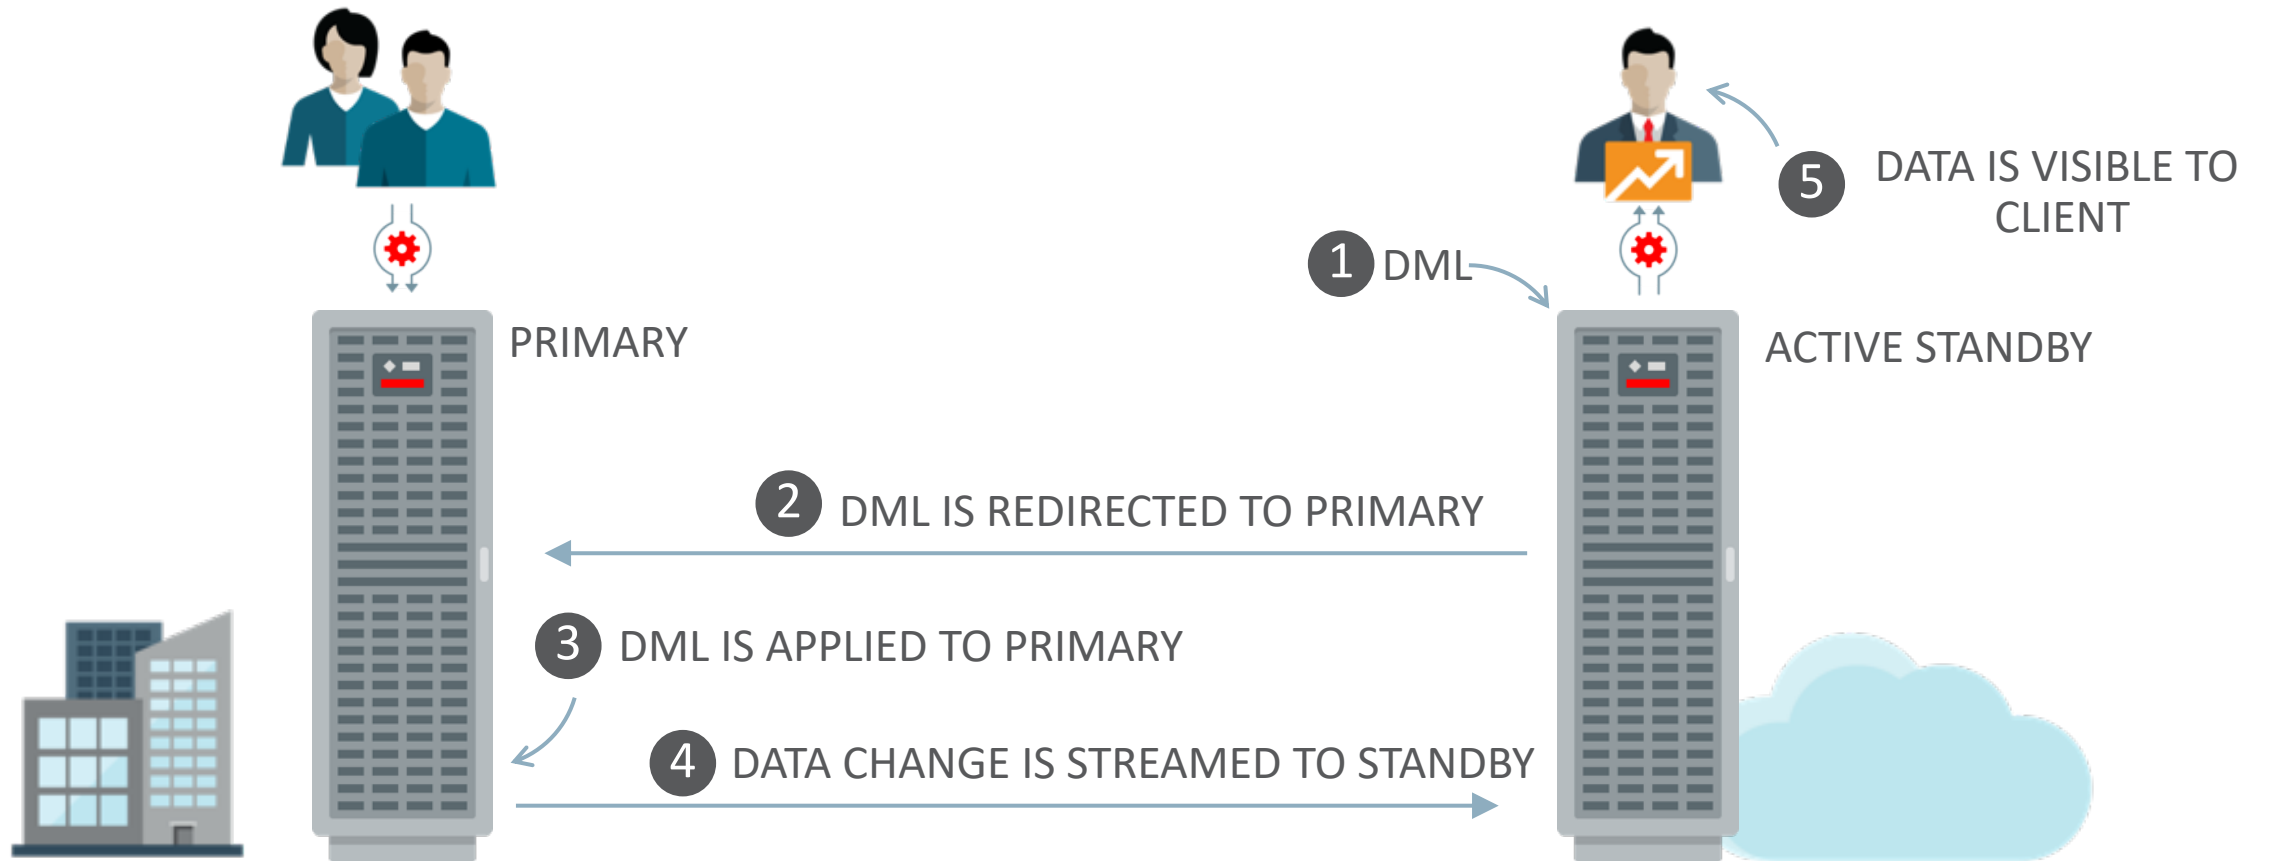 5 DATA IS VISIBLE TO
CLIENT
1 DML
PRIMARY
ACTIVE STANDBY
2 DML IS REDIRECTED TO PRIMARY
3 DML IS APPLIED TO PRIMARY
4 DATA CHANGE IS STREAMED TO STANDBY